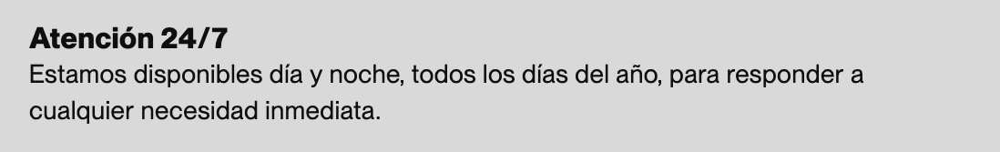 Atención 24/7
Estamos disponibles día y noche, todos los días del año, para responder a
cualquier necesidad inmediata.